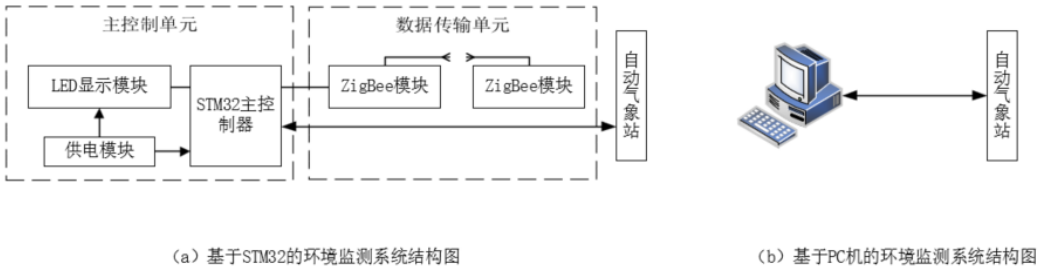 主控制单元
数据传输单元
LED显示模块
STM32主控
制器
供电模块
ZigBee模块
ZigBee模块
自动气象站
自动气象站
(a)基于STM32的环境监测系统结构图
(b)基于PC机的环境监测系统结构图